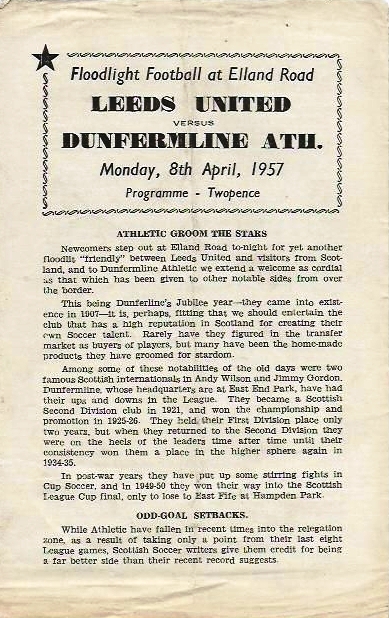 Floodlight Football at Elland Road
LEEDS UNITED
VERSUS
DUNFERMLINE ATH.
Monday, 8th April, 1957
Programme - Twopence
ATHLETIC GROOM THE STARS
Newcomers step out at Elland Road to-night for yet another
floodlit "friendly" between Leeds United and visitors from Scot-
land, and to Dunfermline Athletic we extend a welcome as cordial
as that which has been given to other notable sides from over
the border.
This being Dunferline's Jubilee year—they came into exist-
ence in 1907—it is, perhaps, fitting that we should entertain the
club that has a high reputation in Scotland for creating their
own Soccer talent. Rarely have they figured in the transfer
market as buyers of players, but many have been the home-made
products they have groomed for stardom.
Among some of these notabilities of the old days were two
famous Scottish internationals in Andy Wilson and Jimmy Gordon.
Dunfermline, whose headquarters are at East End Park, have had
their ups and downs in the League. They became a Scottish
Second Division club in 1921, and won the championship and
promotion in 1925-26. They held their First Division place only
two years, but when they returned to the Second Division they
were on the heels of the leaders time after time until their
consistency won them a place in the higher sphere again in
1934-35.
In post-war years they have put up some stirring fights in
Cup Soccer, and in 1949-50 they won their way into the Scottish
League Cup final, only to lose to East Fife at Hampden Park.
ODD-GOAL SETBACKS.
While Athletic have fallen in recent times into the relegation
zone, as a result of taking only a point from their last eight
League games, Scottish Soccer writers give them credit for being
a far better side than their recent record suggests.